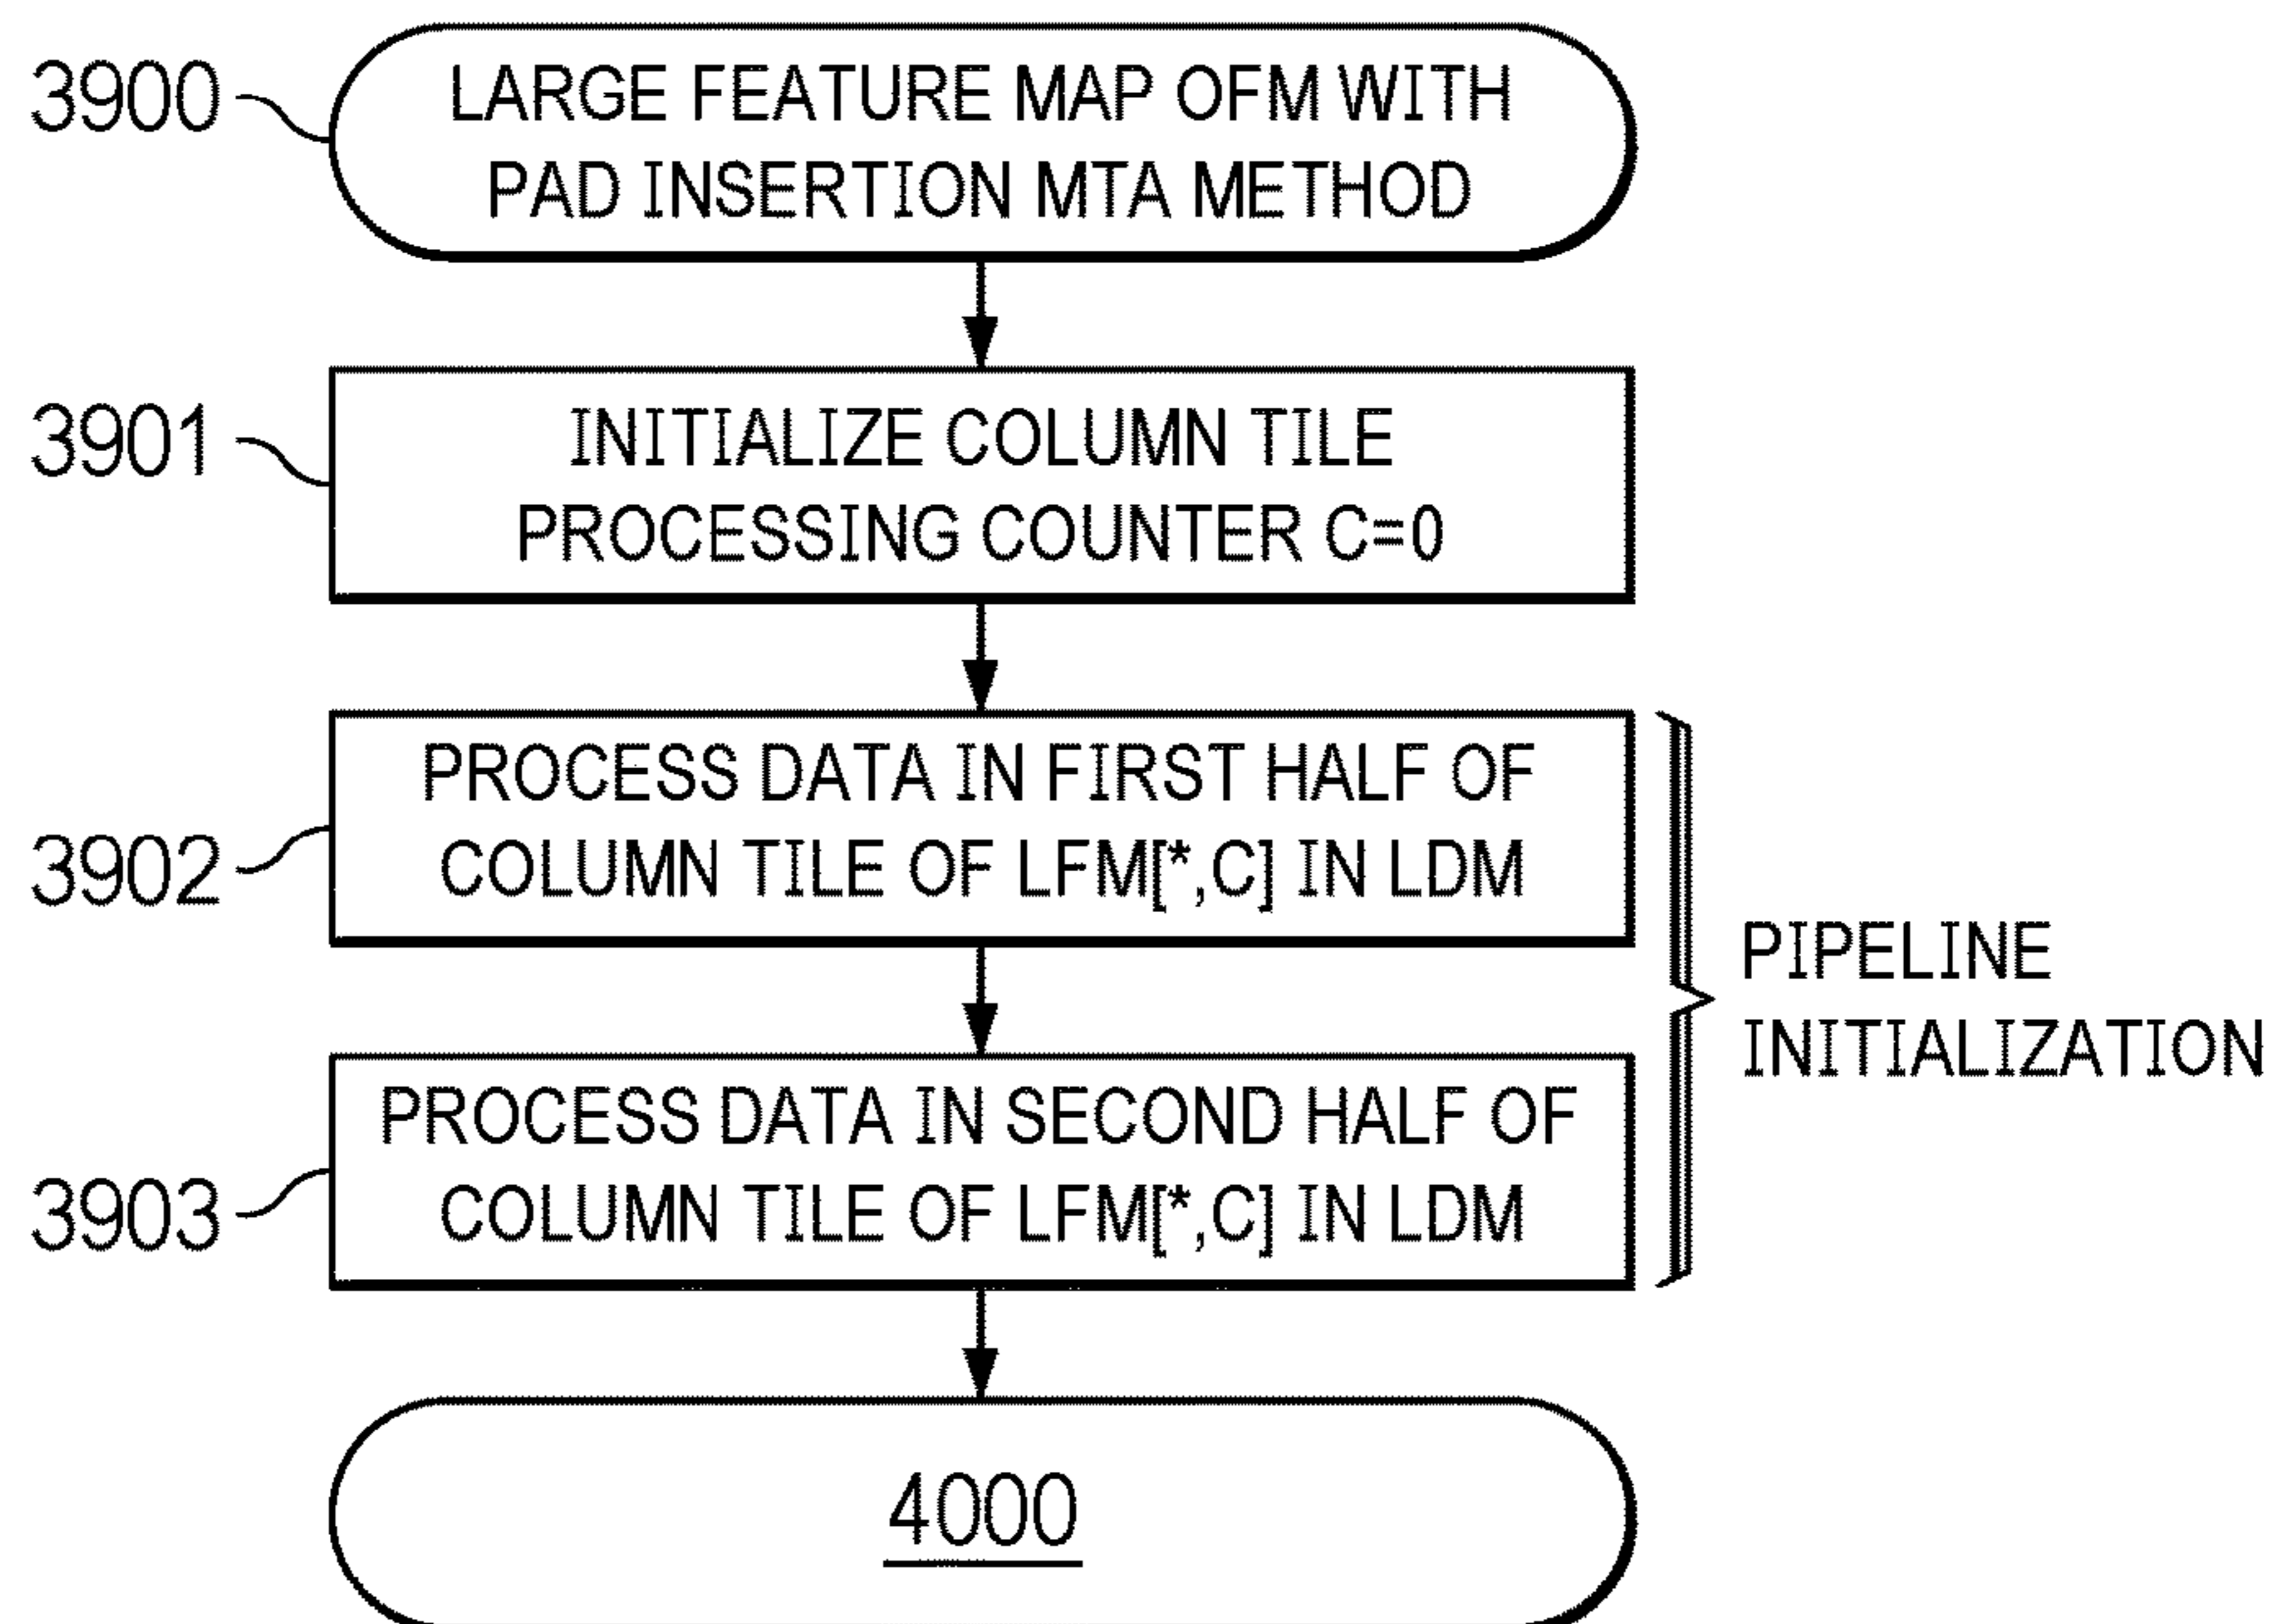 3900
LARGE FEATURE MAP OFM WITH
PAD INSERTION MTA METHOD
3901
INITIALIZE COLUMN TILE
PROCESSING COUNTER C=0
3902
PROCESS DATA IN FIRST HALF OF
COLUMN TILE OF LFM[*,C] IN LDM
PIPELINE
INITIALIZATION
3903
PROCESS DATA IN SECOND HALF OF
COLUMN TILE OF LFM[*,C] IN LDM
4000